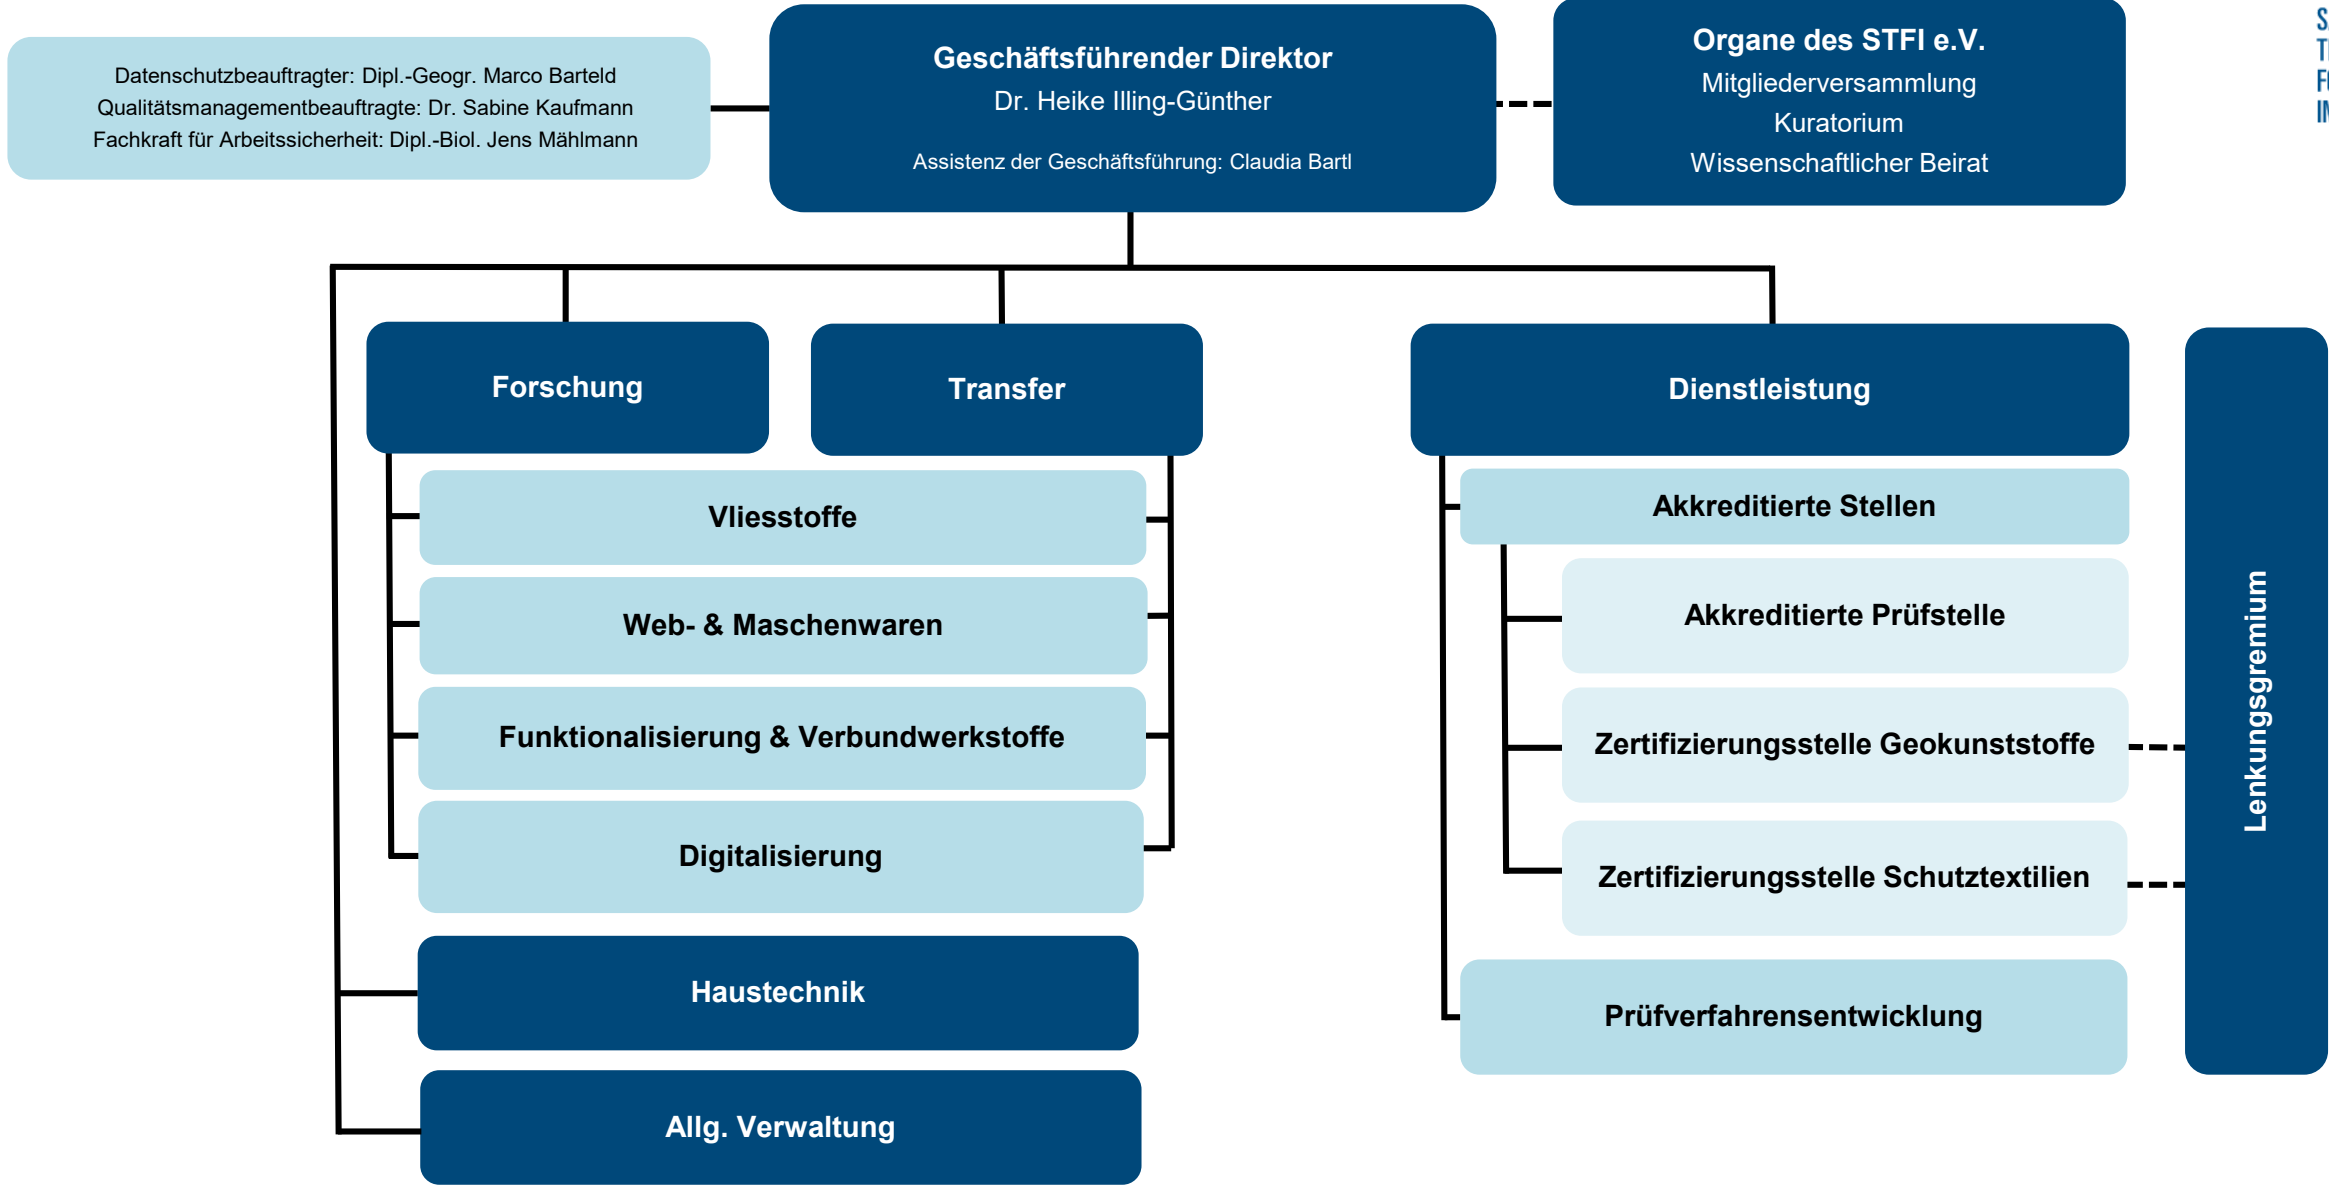 Datenschutzbeauftragter: Dipl.-Geogr. Marco Barteld
Qualitätsmanagementbeauftragte: Dr. Sabine Kaufmann
Fachkraft für Arbeitssicherheit: Dipl.-Biol. Jens Mählmann
Geschäftsführender Direktor
Dr. Heike Illing-Günther
Assistenz der Geschäftsführung: Claudia Bartl
Organe des STFI e.V.
Mitgliederversammlung
Kuratorium
Wissenschaftlicher Beirat
Forschung
Transfer
Dienstleistung
Vliesstoffe
Web- & Maschenwaren
Funktionalisierung & Verbundwerkstoffe
Digitalisierung
Haustechnik
Allg. Verwaltung
Akkreditierte Stellen
Akkreditierte Prüfstelle
Zertifizierungsstelle Geokunststoffe
Zertifizierungsstelle Schutztextilien
Prüfverfahrensentwicklung
Lenkungsgremium